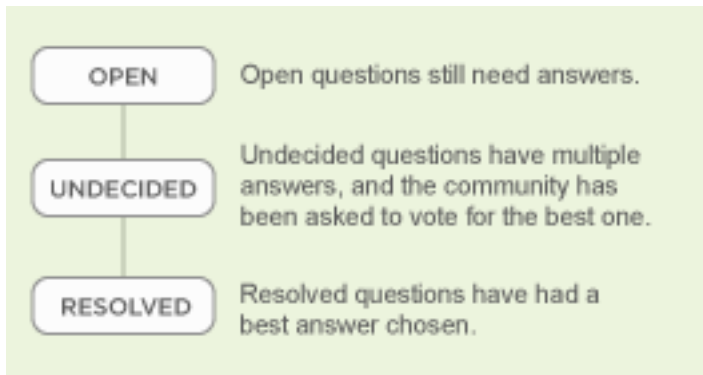 OPEN
Open questions still need answers.
UNDECIDED
Undecided questions have multiple
answers, and the community has
been asked to vote for the best one.
RESOLVED
Resolved questions have had a
best answer chosen.